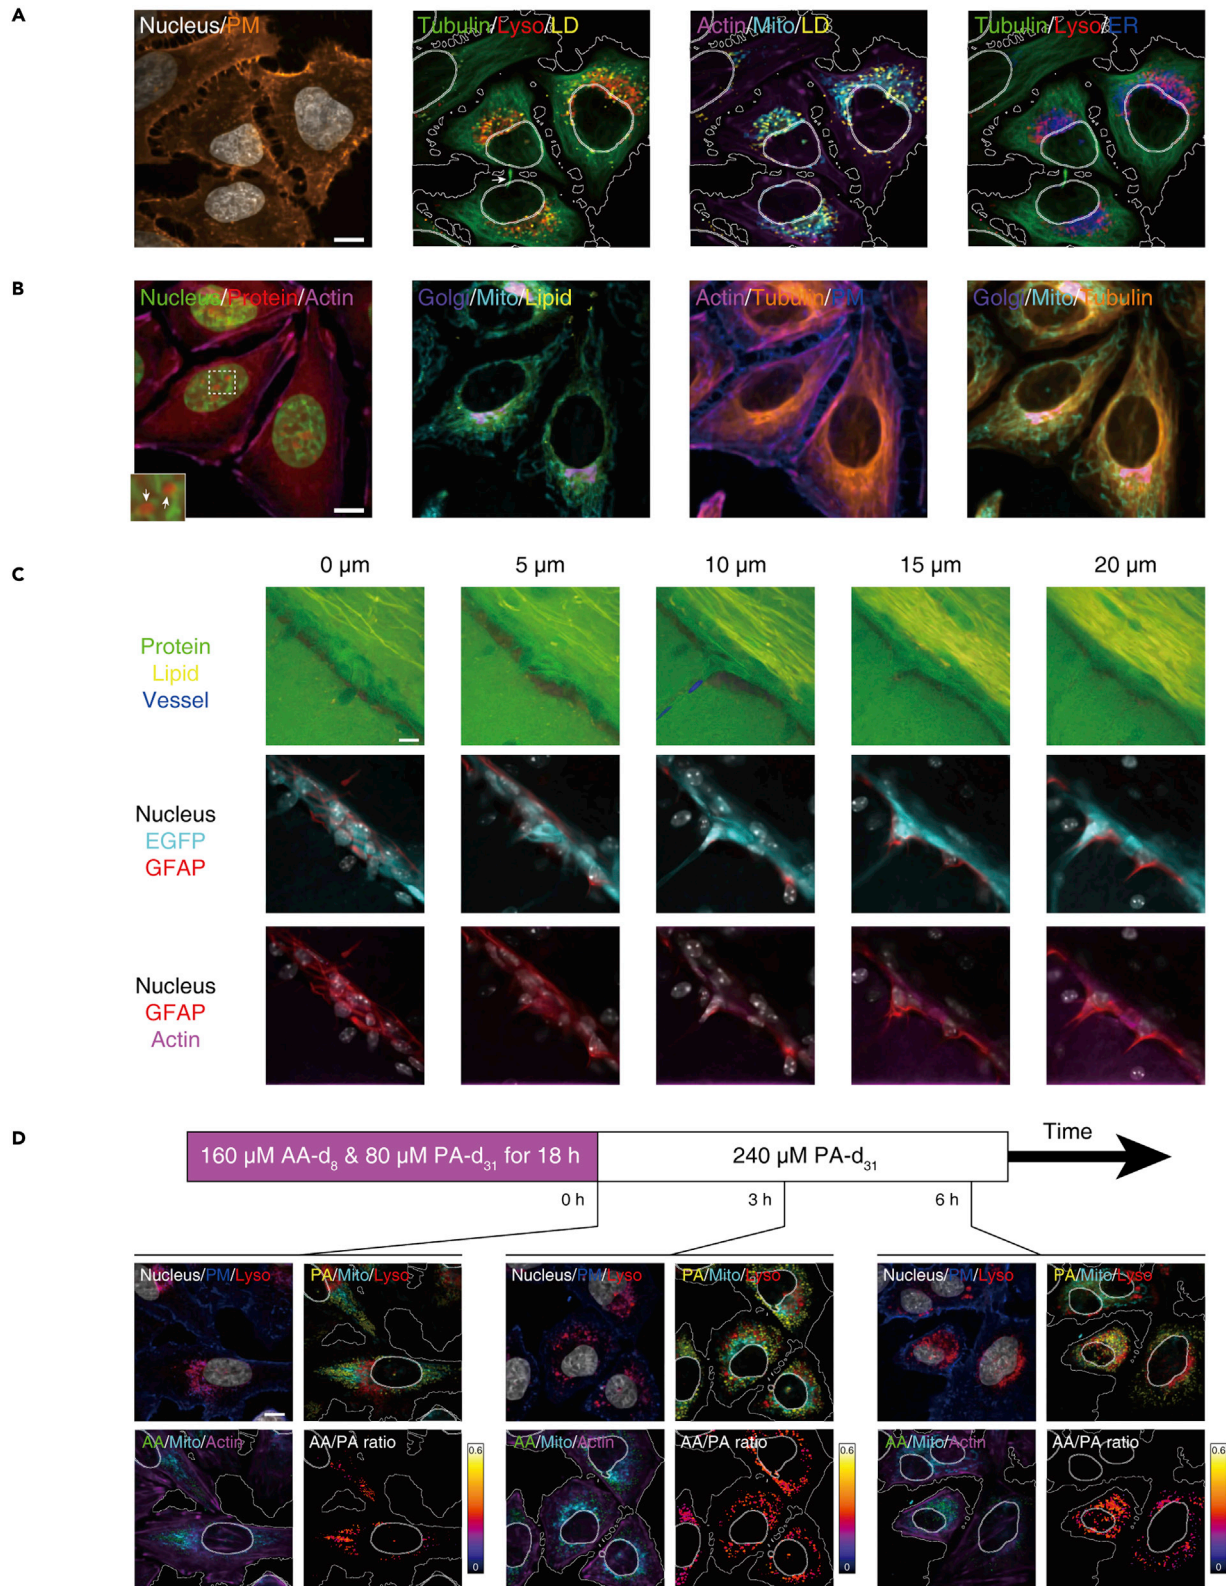 A
Nucleus/PM
Tubulin/Lyso/LD
Actin/Mito/LD
Tubulin/Lyso/ER
B
Nucleus/Protein/Actin
Golgi/Mito/Lipid
Actin/Tubulin/PM
Golgi/Mito/Tubulin
C
0 µm
5 µm
10 µm
15 µm
20 µm
Protein
Lipid
Vessel
Nucleus
EGFP
GFAP
Nucleus
GFAP
Actin
D
160 µM AA-d8 & 80 µM PA-d31 for 18 h
240 µM PA-d31
Time
0 h
3 h
6 h
Nucleus/PM/Lyso
PA/Mito/Lyso
Nucleus/PM/Lyso
PA/Mito/Lyso
Nucleus/PM/Lyso
PA/Mito/Lyso
AA/Mito/Actin
AA/PA ratio
0.6
0
AA/Mito/Actin
AA/PA ratio
0.6
0
AA/Mito/Actin
AA/PA ratio
0.6
0